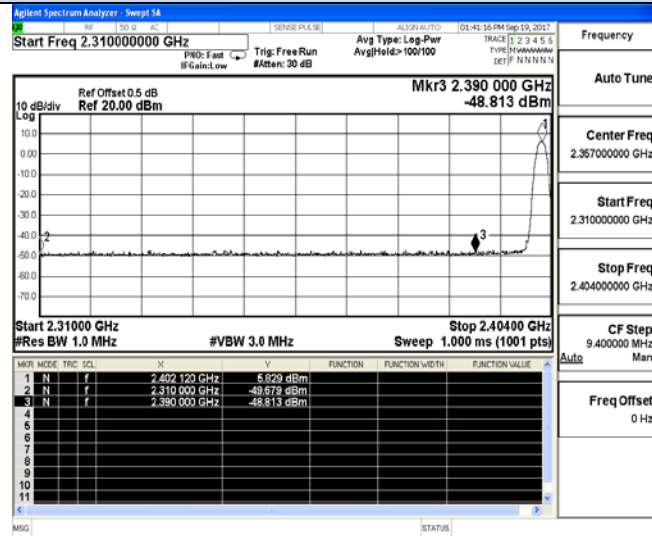 Agilent Spectrum Analyzer - Swept SA
RF 50 Ω AC SENSE:PULSE ALIGN AUTO 01:41:16 PM Sep 19, 2017
Start Freq 2.310000000 GHz
PNO: Fast
IFGain:Low
Trig: Free Run
#Atten: 30 dB
Avg Type: Log-Pwr
Avg|Hold:>100/100
TRACE 1 2 3 4 5 6
TYPE M W W W W W
DET P N N N N N
Ref Offset 0.5 dB
10 dB/div Ref 20.00 dBm
Log
Mkr3 2.390 000 GHz
-48.813 dBm
10.0
0.00
-10.0
-20.0
-30.0
-40.0
-50.0
-60.0
-70.0
1
2
3
Start 2.31000 GHz Stop 2.40400 GHz
#Res BW 1.0 MHz #VBW 3.0 MHz Sweep 1.000 ms (1001 pts)
MKR MODE TRC SCL X Y FUNCTION FUNCTION WIDTH FUNCTION VALUE
1 N f 2.402 120 GHz 5.829 dBm
2 N f 2.310 000 GHz -49.679 dBm
3 N f 2.390 000 GHz -48.813 dBm
4
5
6
7
8
9
10
11
MSG STATUS
Frequency
Auto Tune
Center Freq
2.357000000 GHz
Start Freq
2.310000000 GHz
Stop Freq
2.404000000 GHz
CF Step
9.400000 MHz
Auto Man
Freq Offset
0 Hz